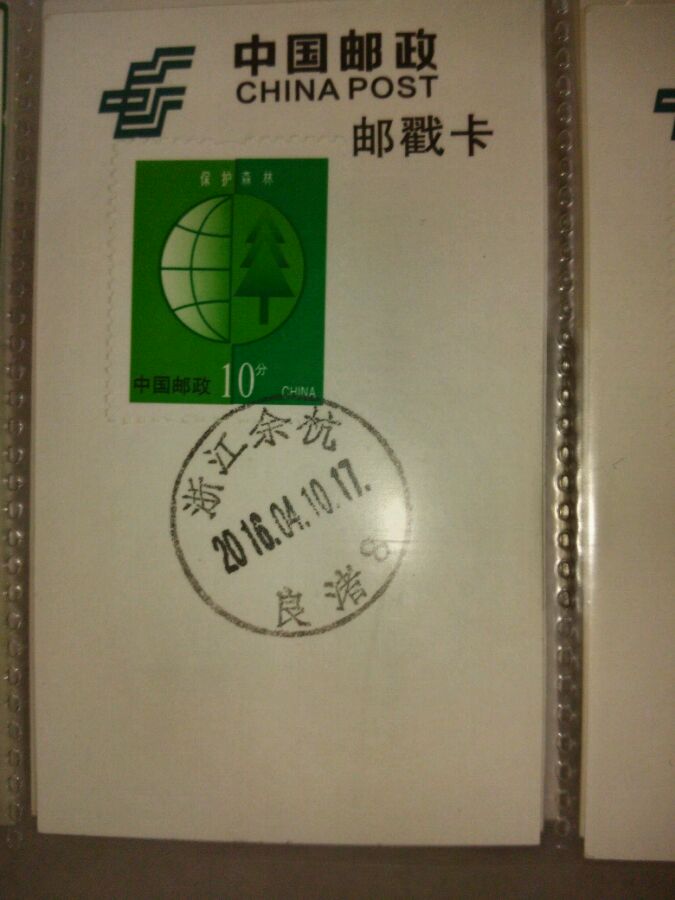 中国邮政
CHINA POST
邮戳卡
保护森林
中国邮政 10分 CHINA
浙江余杭
2016.04.10.17.
良渚 8